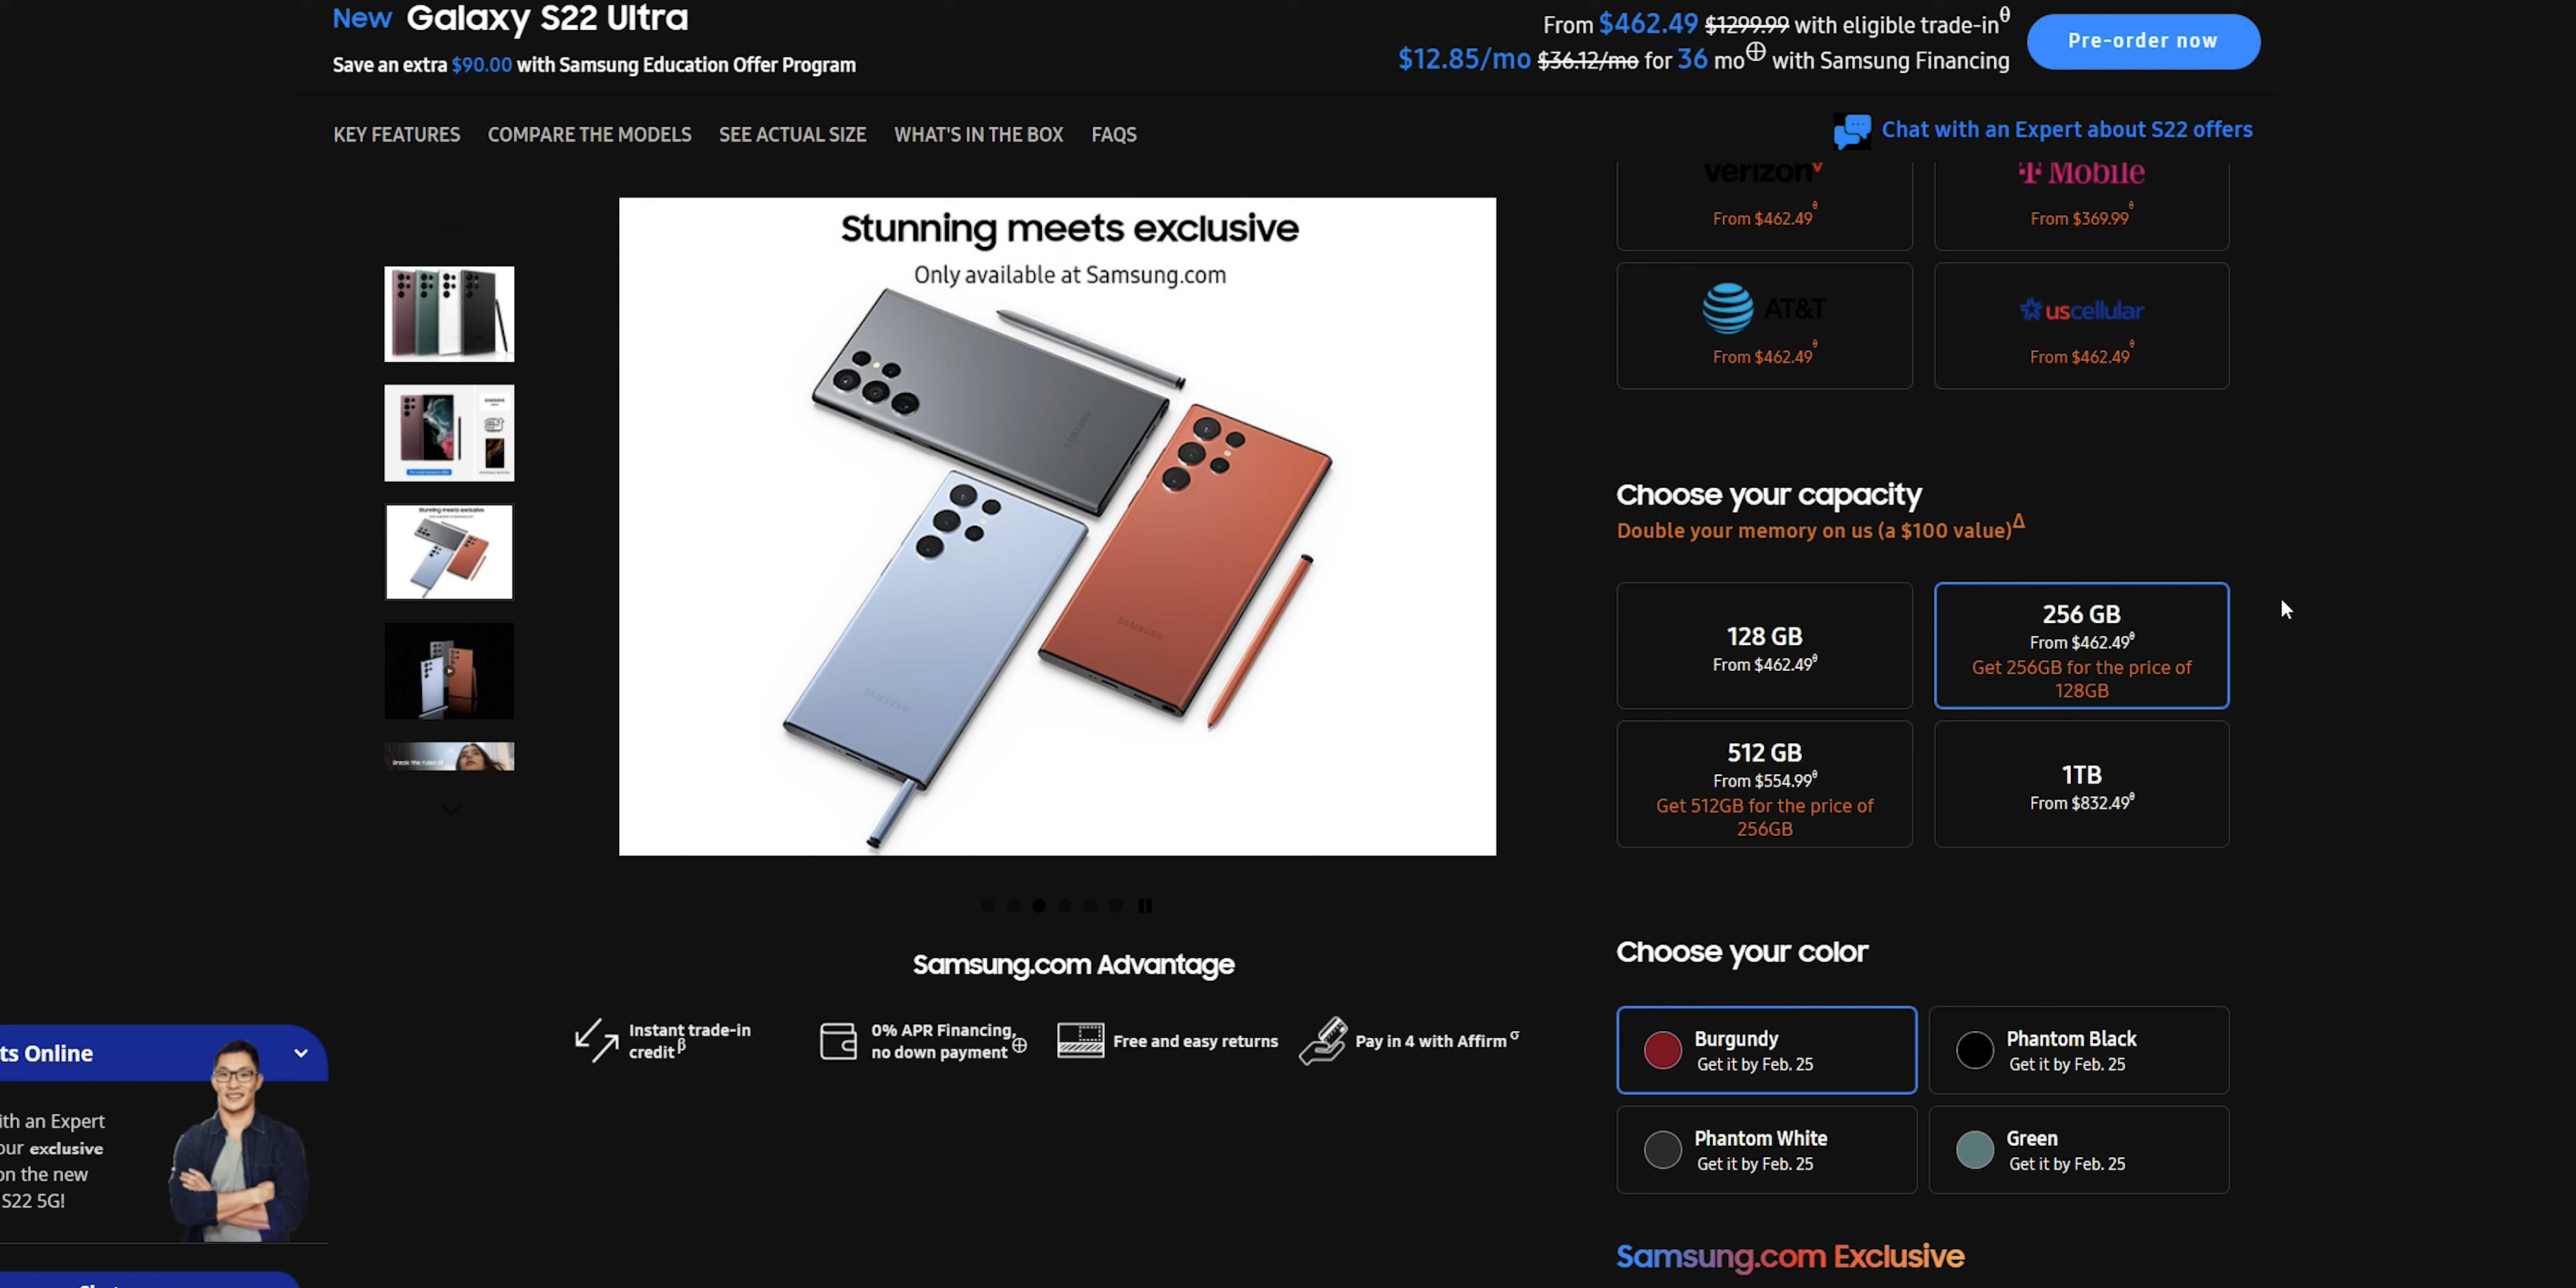 New Galaxy S22 Ultra
Save an extra $90.00 with Samsung Education Offer Program
From $462.49 $1299.99 with eligible trade-in θ
$12.85/mo $36.12/mo for 36 mo⊕ with Samsung Financing
Pre-order now
KEY FEATURES COMPARE THE MODELS SEE ACTUAL SIZE WHAT'S IN THE BOX FAQS
Chat with an Expert about S22 offers
verizon
From $462.49 θ
T Mobile
From $369.99 θ
AT&T
From $462.49 θ
uscellular
From $462.49 θ
Stunning meets exclusive
Only available at Samsung.com
SAMSUNG
SAMSUNG
SAMSUNG
Stunning meets exclusive
Break the rules of
Choose your capacity
Double your memory on us (a $100 value) Δ
128 GB
From $462.49 θ
256 GB
From $462.49 θ
Get 256GB for the price of
128GB
512 GB
From $554.99 θ
Get 512GB for the price of
256GB
1TB
From $832.49 θ
Samsung.com Advantage
Instant trade-in
credit β
0% APR Financing,
no down payment ⊕
Free and easy returns
Pay in 4 with Affirm σ
Choose your color
Burgundy
Get it by Feb. 25
Phantom Black
Get it by Feb. 25
Phantom White
Get it by Feb. 25
Green
Get it by Feb. 25
Samsung.com Exclusive
ts Online
ith an Expert
our exclusive
on the new
S22 5G!